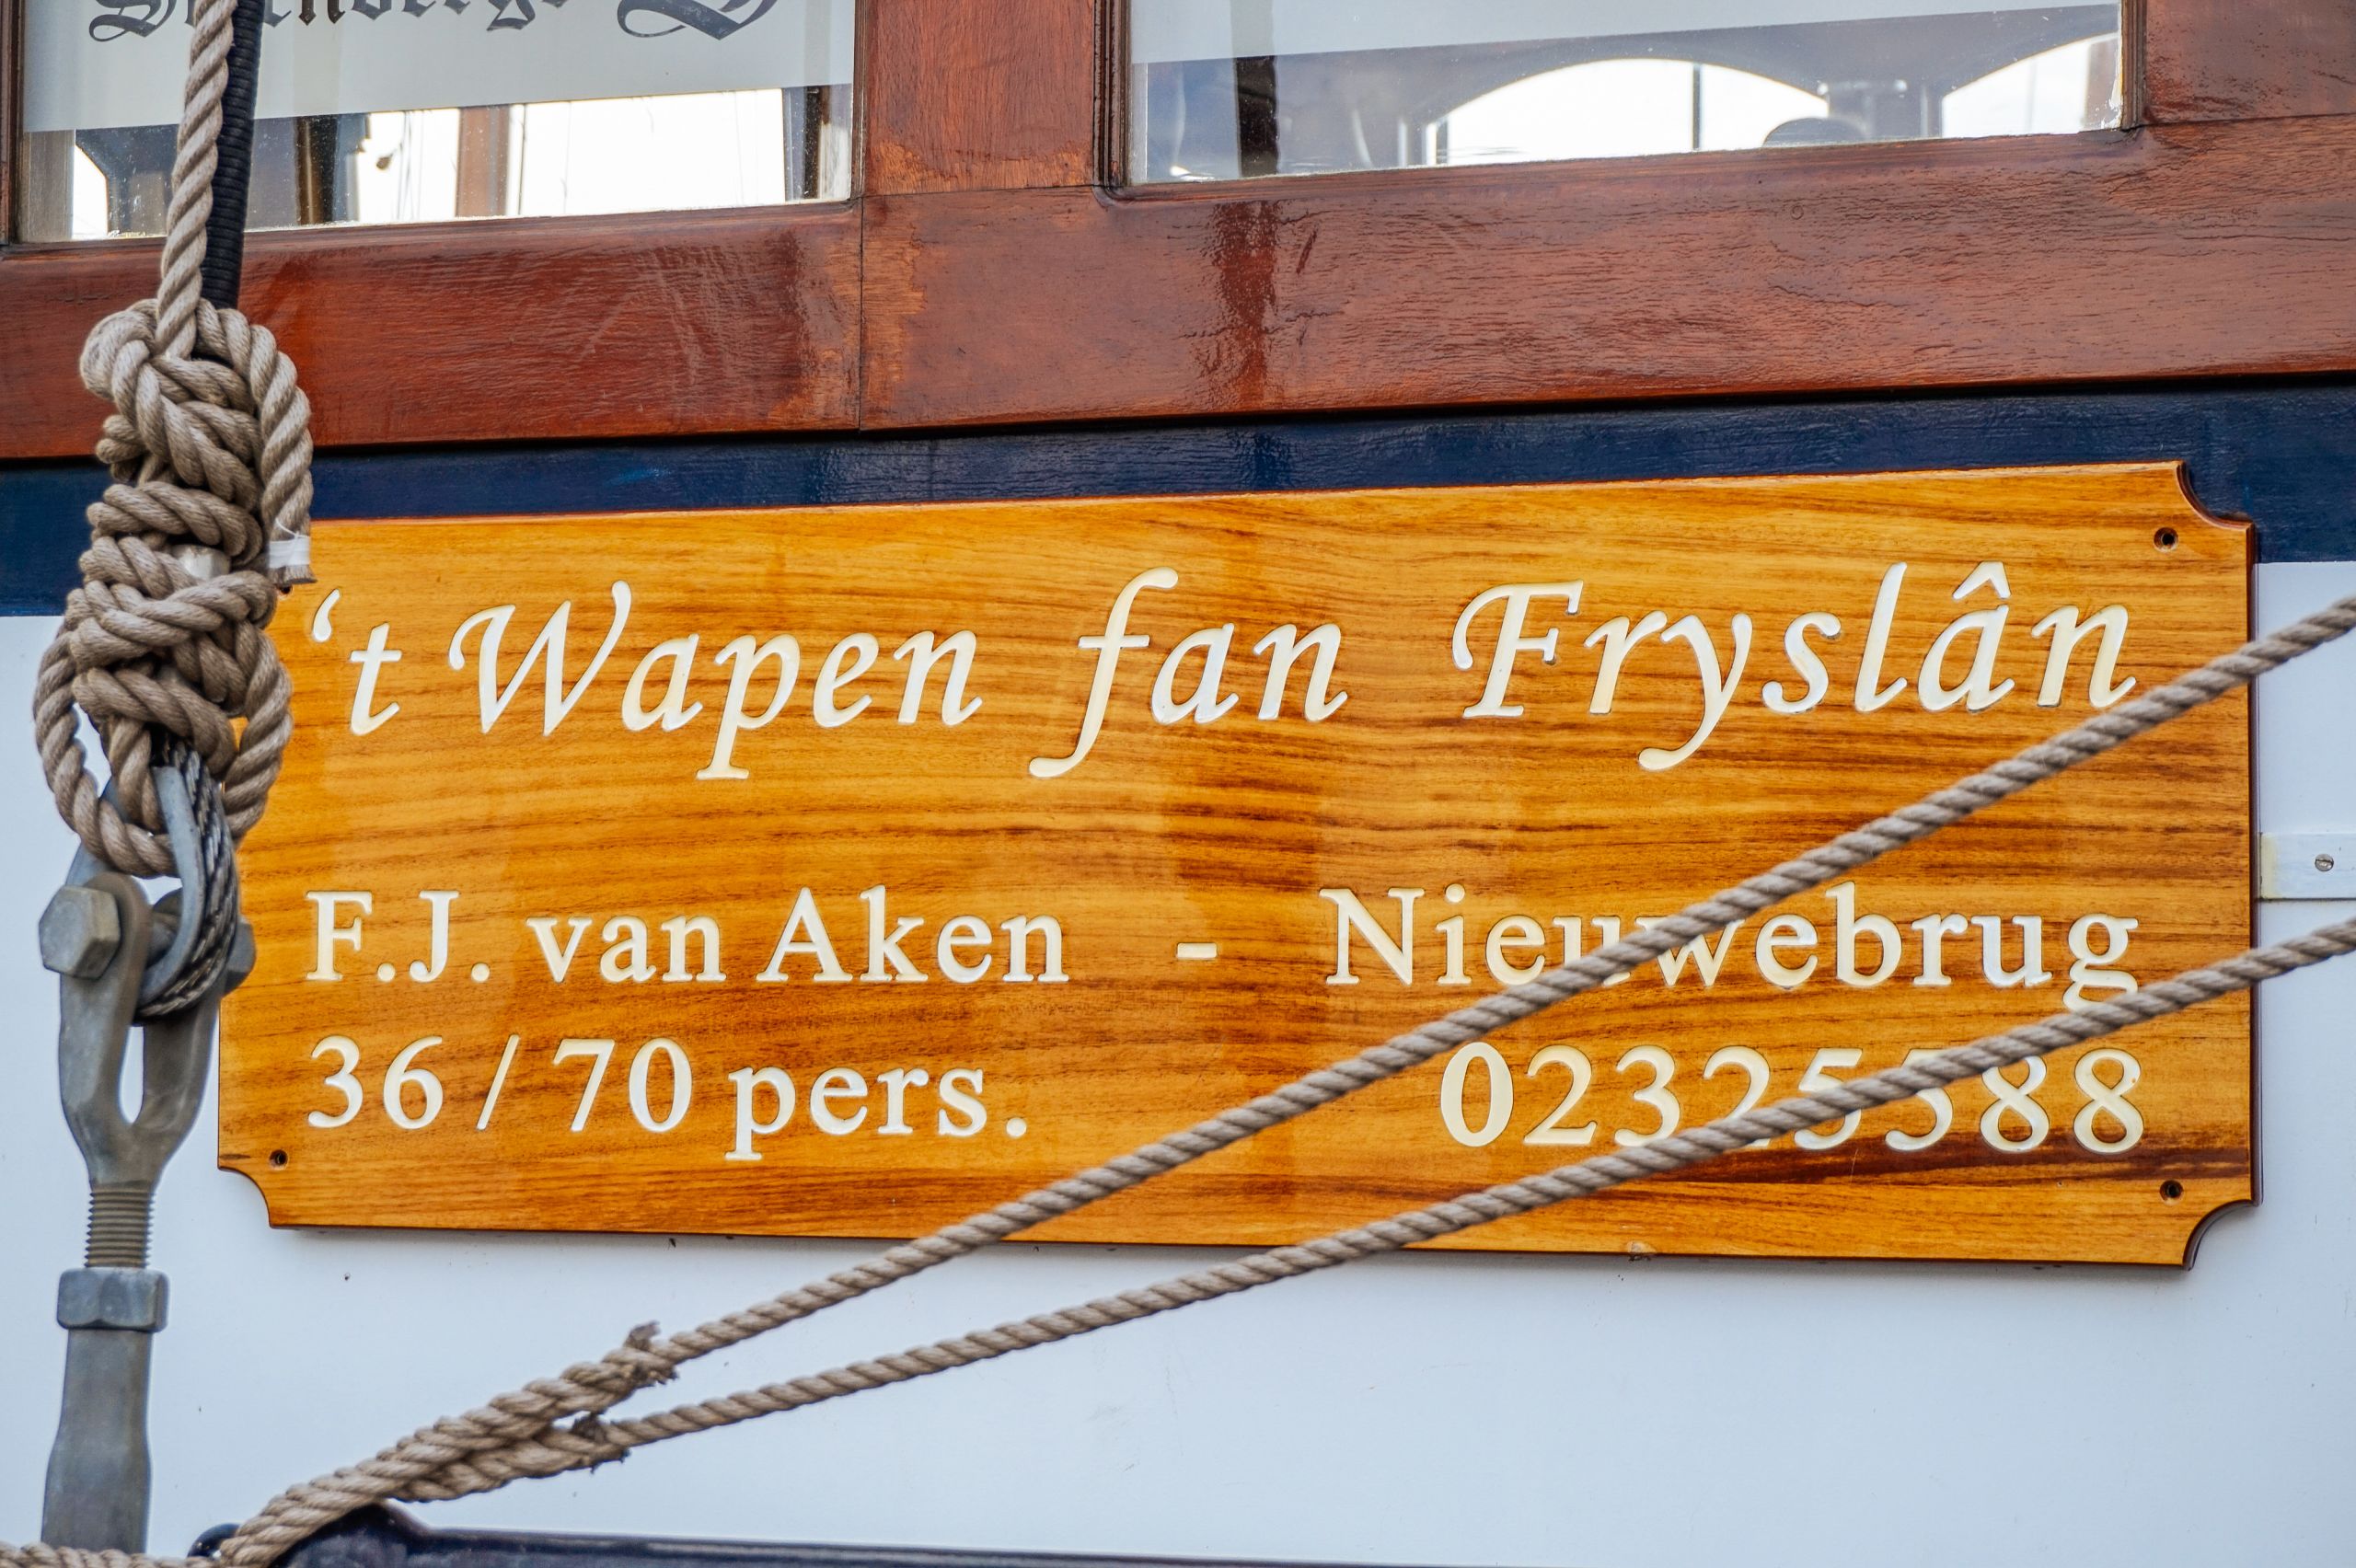 ‘t Wapen fan Fryslân
F.J. van Aken - Nieuwebrug
36 / 70 pers. 02325588